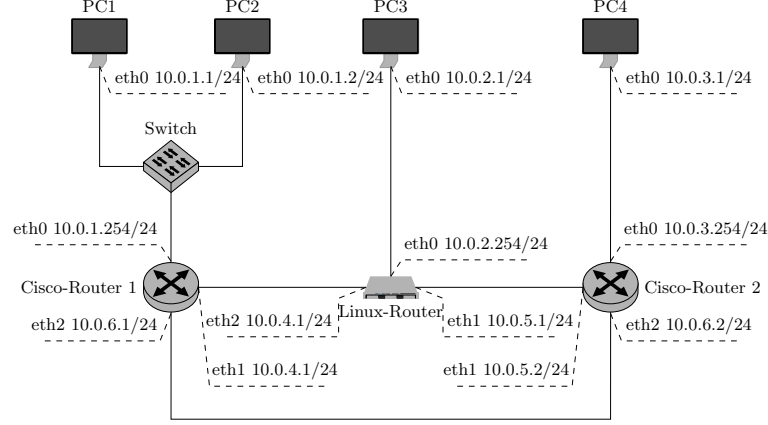 PC1
PC2
PC3
PC4
eth0 10.0.1.1/24
eth0 10.0.1.2/24
eth0 10.0.2.1/24
eth0 10.0.3.1/24
Switch
eth0 10.0.1.254/24
eth0 10.0.2.254/24
eth0 10.0.3.254/24
Cisco-Router 1
Linux-Router
Cisco-Router 2
eth2 10.0.6.1/24
eth2 10.0.4.1/24
eth1 10.0.5.1/24
eth2 10.0.6.2/24
eth1 10.0.4.1/24
eth1 10.0.5.2/24